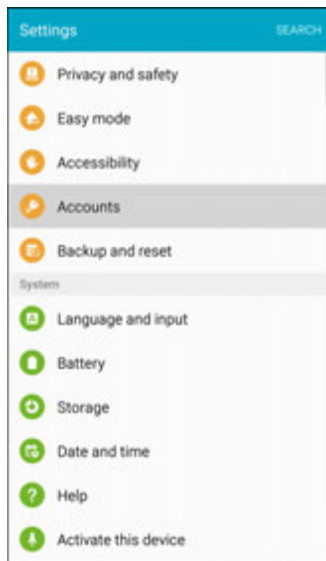 Settings SEARCH
Privacy and safety
Easy mode
Accessibility
Accounts
Backup and reset
System
Language and input
Battery
Storage
Date and time
Help
Activate this device